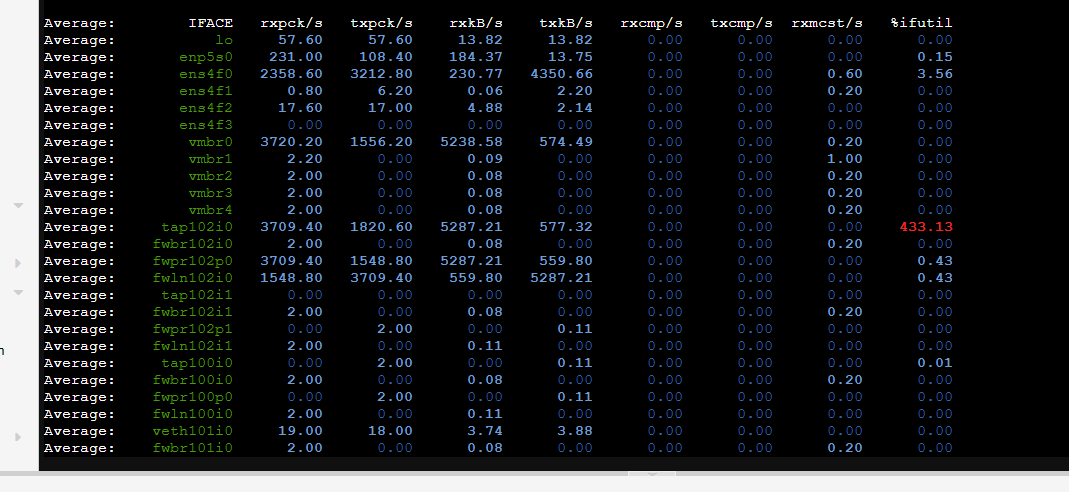 Average: IFACE rxpck/s txpck/s rxkB/s txkB/s rxcmp/s txcmp/s rxmcst/s %ifutil
Average: lo 57.60 57.60 13.82 13.82 0.00 0.00 0.00 0.00
Average: enp5s0 231.00 108.40 184.37 13.75 0.00 0.00 0.00 0.15
Average: ens4f0 2358.60 3212.80 230.77 4350.66 0.00 0.00 0.60 3.56
Average: ens4f1 0.80 6.20 0.06 2.20 0.00 0.00 0.20 0.00
Average: ens4f2 17.60 17.00 4.88 2.14 0.00 0.00 0.00 0.00
Average: ens4f3 0.00 0.00 0.00 0.00 0.00 0.00 0.00 0.00
Average: vmbr0 3720.20 1556.20 5238.58 574.49 0.00 0.00 0.20 0.00
Average: vmbr1 2.20 0.00 0.09 0.00 0.00 0.00 1.00 0.00
Average: vmbr2 2.00 0.00 0.08 0.00 0.00 0.00 0.20 0.00
Average: vmbr3 2.00 0.00 0.08 0.00 0.00 0.00 0.20 0.00
Average: vmbr4 2.00 0.00 0.08 0.00 0.00 0.00 0.20 0.00
Average: tap102i0 3709.40 1820.60 5287.21 577.32 0.00 0.00 0.00 433.13
Average: fwbr102i0 2.00 0.00 0.08 0.00 0.00 0.00 0.20 0.00
Average: fwpr102p0 3709.40 1548.80 5287.21 559.80 0.00 0.00 0.00 0.43
Average: fwln102i0 1548.80 3709.40 559.80 5287.21 0.00 0.00 0.00 0.43
Average: tap102i1 0.00 0.00 0.00 0.00 0.00 0.00 0.00 0.00
Average: fwbr102i1 2.00 0.00 0.08 0.00 0.00 0.00 0.20 0.00
Average: fwpr102p1 0.00 2.00 0.00 0.11 0.00 0.00 0.00 0.00
Average: fwln102i1 2.00 0.00 0.11 0.00 0.00 0.00 0.00 0.00
Average: tap100i0 0.00 2.00 0.00 0.11 0.00 0.00 0.00 0.01
Average: fwbr100i0 2.00 0.00 0.08 0.00 0.00 0.00 0.20 0.00
Average: fwpr100p0 0.00 2.00 0.00 0.11 0.00 0.00 0.00 0.00
Average: fwln100i0 2.00 0.00 0.11 0.00 0.00 0.00 0.00 0.00
Average: veth101i0 19.00 18.00 3.74 3.88 0.00 0.00 0.00 0.00
Average: fwbr101i0 2.00 0.00 0.08 0.00 0.00 0.00 0.20 0.00